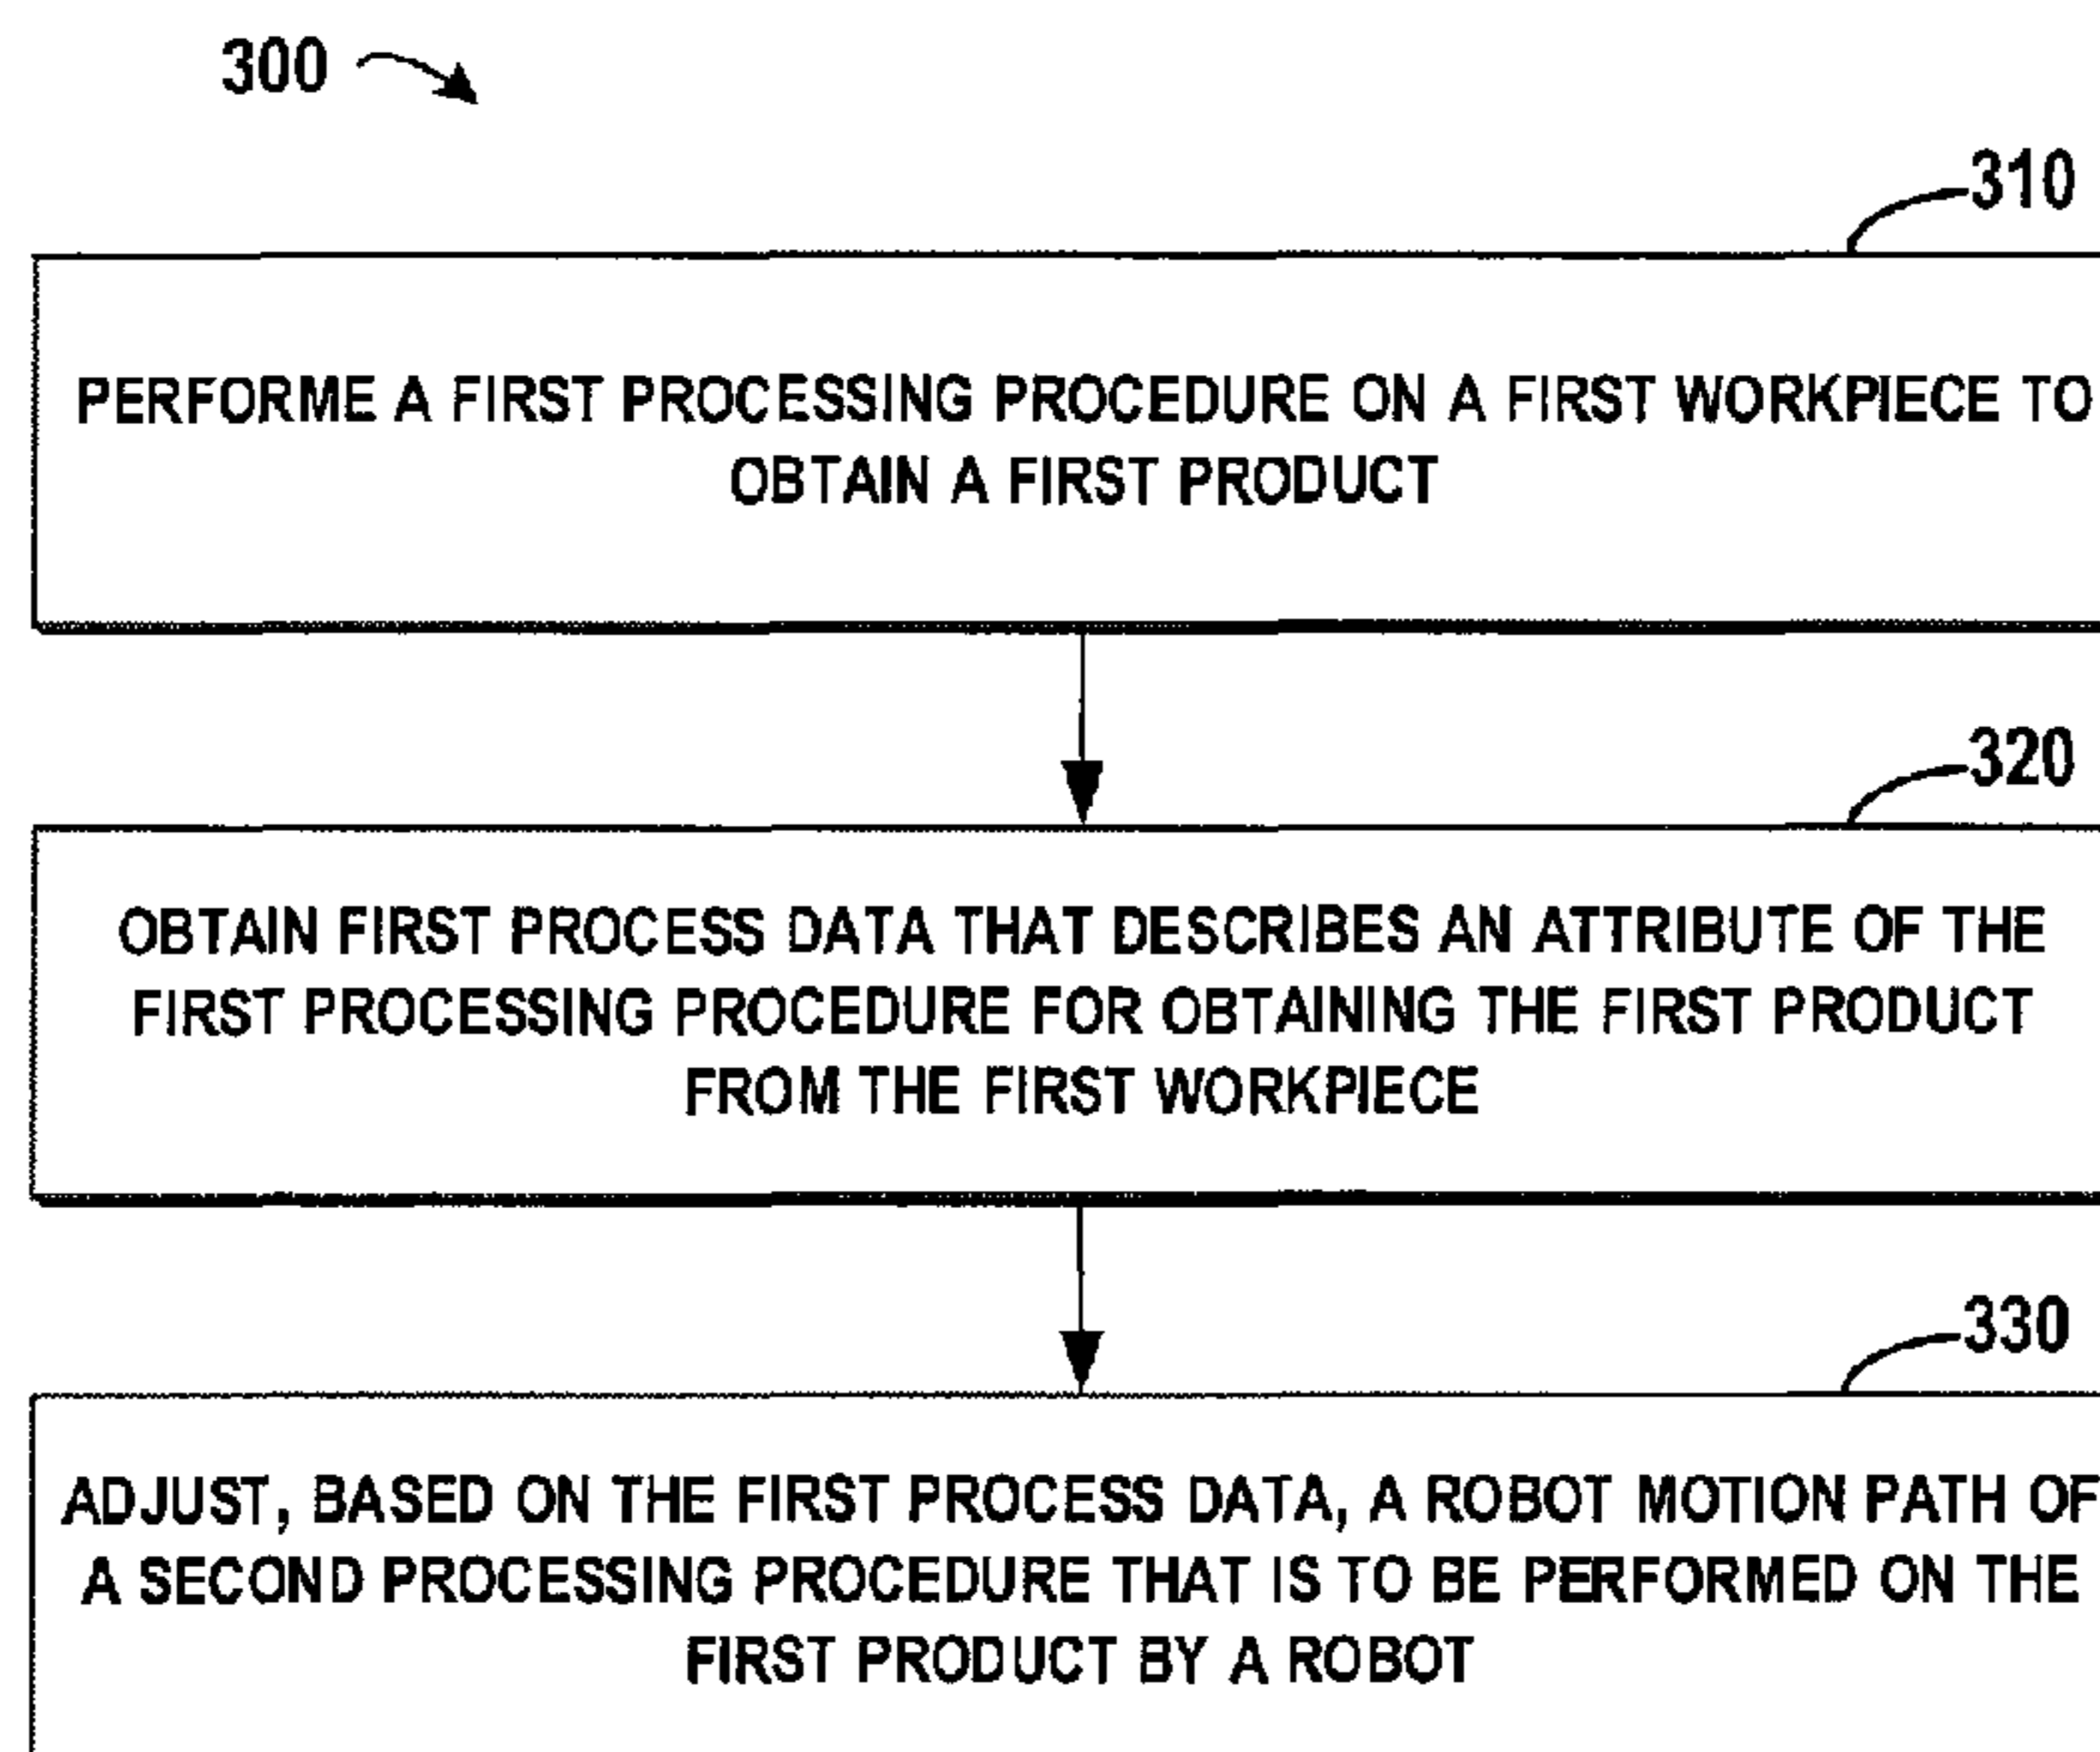 300
310
PERFORME A FIRST PROCESSING PROCEDURE ON A FIRST WORKPIECE TO
OBTAIN A FIRST PRODUCT
320
OBTAIN FIRST PROCESS DATA THAT DESCRIBES AN ATTRIBUTE OF THE
FIRST PROCESSING PROCEDURE FOR OBTAINING THE FIRST PRODUCT
FROM THE FIRST WORKPIECE
330
ADJUST, BASED ON THE FIRST PROCESS DATA, A ROBOT MOTION PATH OF
A SECOND PROCESSING PROCEDURE THAT IS TO BE PERFORMED ON THE
FIRST PRODUCT BY A ROBOT